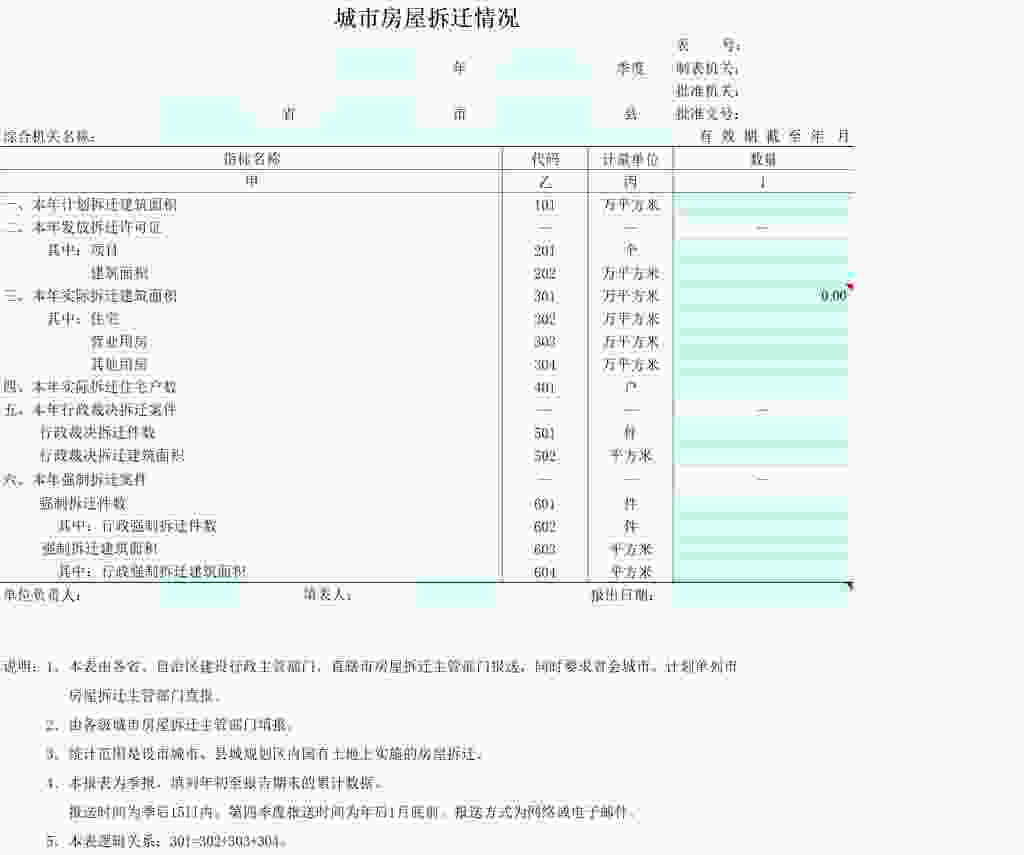 城市房屋拆迁情况
表 号:
年 季度 制表机关:
批准机关:
省 市 县 批准文号:
综合机关名称: 有 效 期 截 至 年 月
指标名称 代码 计量单位 数量
甲 乙 丙 1
一、本年计划拆迁建筑面积 101 万平方米
二、本年发放拆迁许可证 — — —
其中: 项目 201 个
建筑面积 202 万平方米
三、本年实际拆迁建筑面积 301 万平方米 0.00
其中: 住宅 302 万平方米
营业用房 303 万平方米
其他用房 304 万平方米
四、本年实际拆迁住宅户数 401 户
五、本年行政裁决拆迁案件 — — —
行政裁决拆迁件数 501 件
行政裁决拆迁建筑面积 502 平方米
六、本年强制拆迁案件 — — —
强制拆迁件数 601 件
其中: 行政强制拆迁件数 602 件
强制拆迁建筑面积 603 平方米
其中: 行政强制拆迁建筑面积 604 平方米
单位负责人: 填表人: 报出日期:
说明: 1、本表由各省、自治区建设行政主管部门、直辖市房屋拆迁主管部门报送, 同时要求省会城市、计划单列市
房屋拆迁主管部门直报。
2、由各级城市房屋拆迁主管部门填报。
3、统计范围是设市城市、县城规划区内国有土地上实施的房屋拆迁。
4、本报表为季报, 填列年初至报告期末的累计数据。
报送时间为季后15日内, 第四季度报送时间为年后1月底前。报送方式为网络或电子邮件。
5、本表逻辑关系: 301=302+303+304。